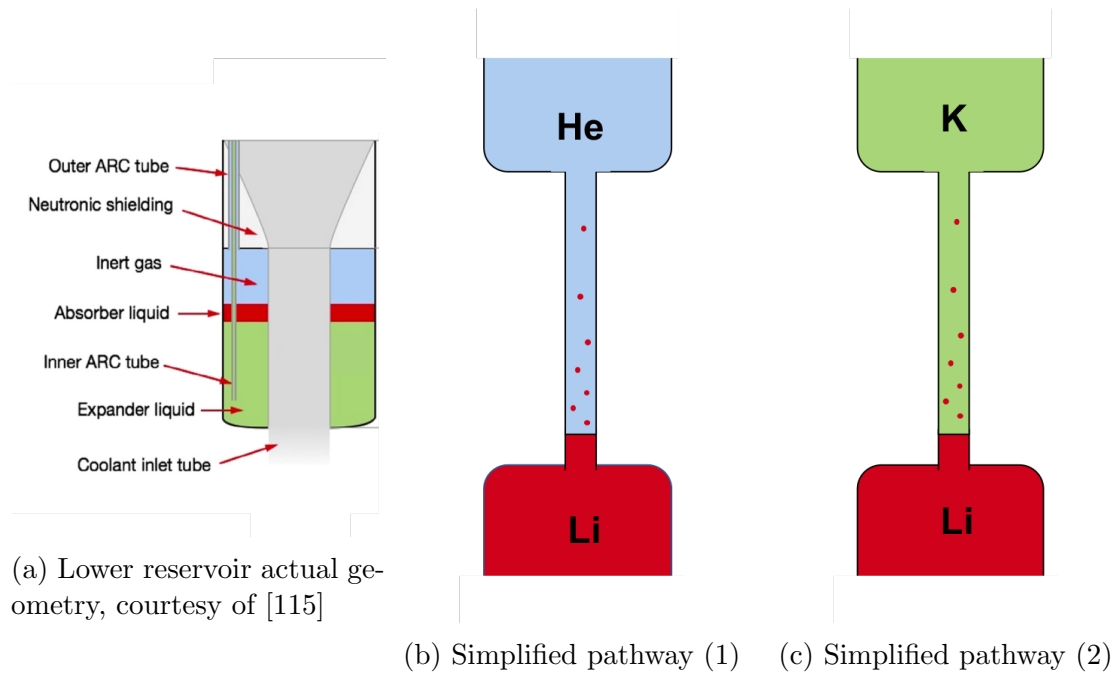 Outer ARC tube
Neutronic shielding
Inert gas
Absorber liquid
Inner ARC tube
Expander liquid
Coolant inlet tube
(a) Lower reservoir actual ge-
ometry, courtesy of [115]
He
Li
(b) Simplified pathway (1)
K
Li
(c) Simplified pathway (2)